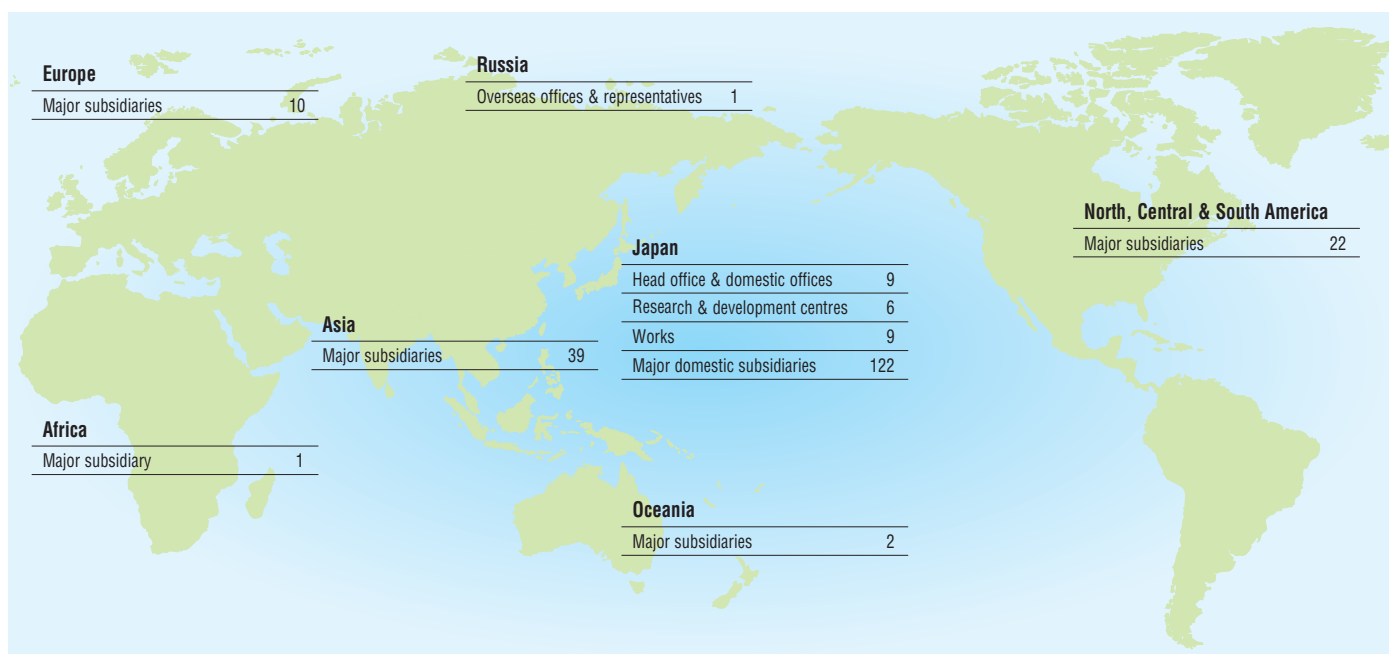 Europe
Major subsidiaries 10
Russia
Overseas offices & representatives 1
North, Central & South America
Major subsidiaries 22
Japan
Head office & domestic offices 9
Research & development centres 6
Works 9
Major domestic subsidiaries 122
Asia
Major subsidiaries 39
Africa
Major subsidiary 1
Oceania
Major subsidiaries 2